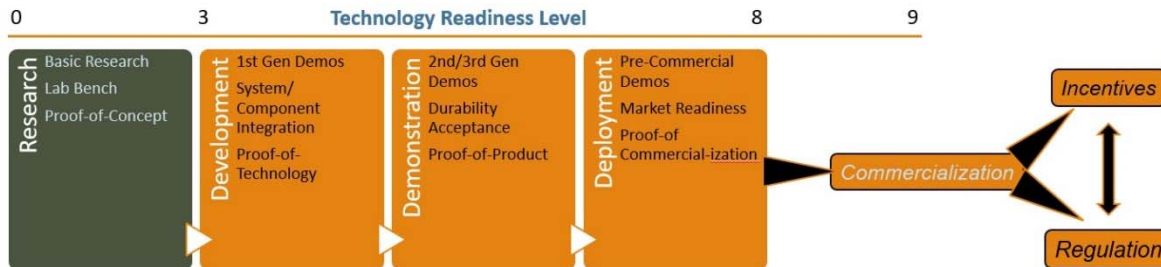 0 3 Technology Readiness Level 8 9
Research
Basic Research
Lab Bench
Proof-of-Concept
Development
1st Gen Demos
System/
Component
Integration
Proof-of-
Technology
Demonstration
2nd/3rd Gen
Demos
Durability
Acceptance
Proof-of-Product
Deployment
Pre-Commercial
Demos
Market Readiness
Proof-of
Commercial-ization
Commercialization
Incentives
Regulation